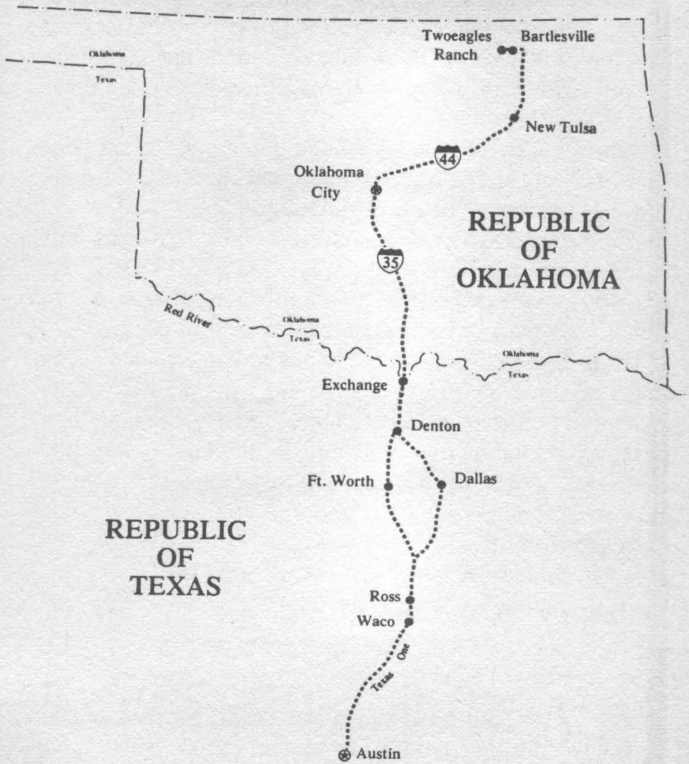 Twoeagles
Ranch
Bartlesville
Oklahoma
Texas
New Tulsa
44
Oklahoma
City
REPUBLIC
OF
OKLAHOMA
35
Red River
Oklahoma
Texas
Oklahoma
Texas
Exchange
Denton
Ft. Worth
Dallas
REPUBLIC
OF
TEXAS
Ross
Waco
Texas One
Austin